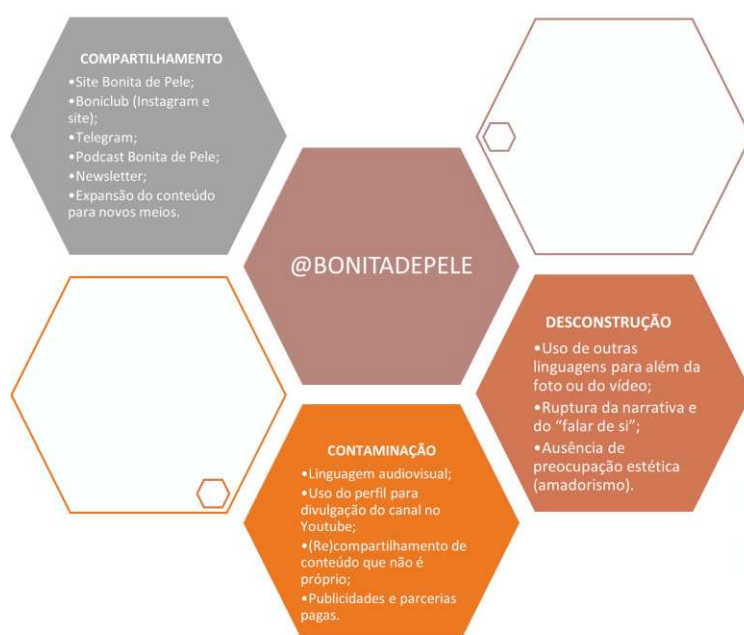 COMPARTILHAMENTO
•Site Bonita de Pele;
•Boniclub (Instagram e
site);
•Telegram;
•Podcast Bonita de Pele;
•Newsletter;
•Expansão do conteúdo
para novos meios.
@BONITADEPELE
DESCONSTRUÇÃO
•Uso de outras
linguagens para além da
foto ou do vídeo;
•Ruptura da narrativa e
do “falar de si”;
•Ausência de
preocupação estética
(amadorismo).
CONTAMINAÇÃO
•Linguagem audiovisual;
•Uso do perfil para
divulgação do canal no
Youtube;
•(Re)compartilhamento de
conteúdo que não é
próprio;
•Publicidades e parcerias
pagas.